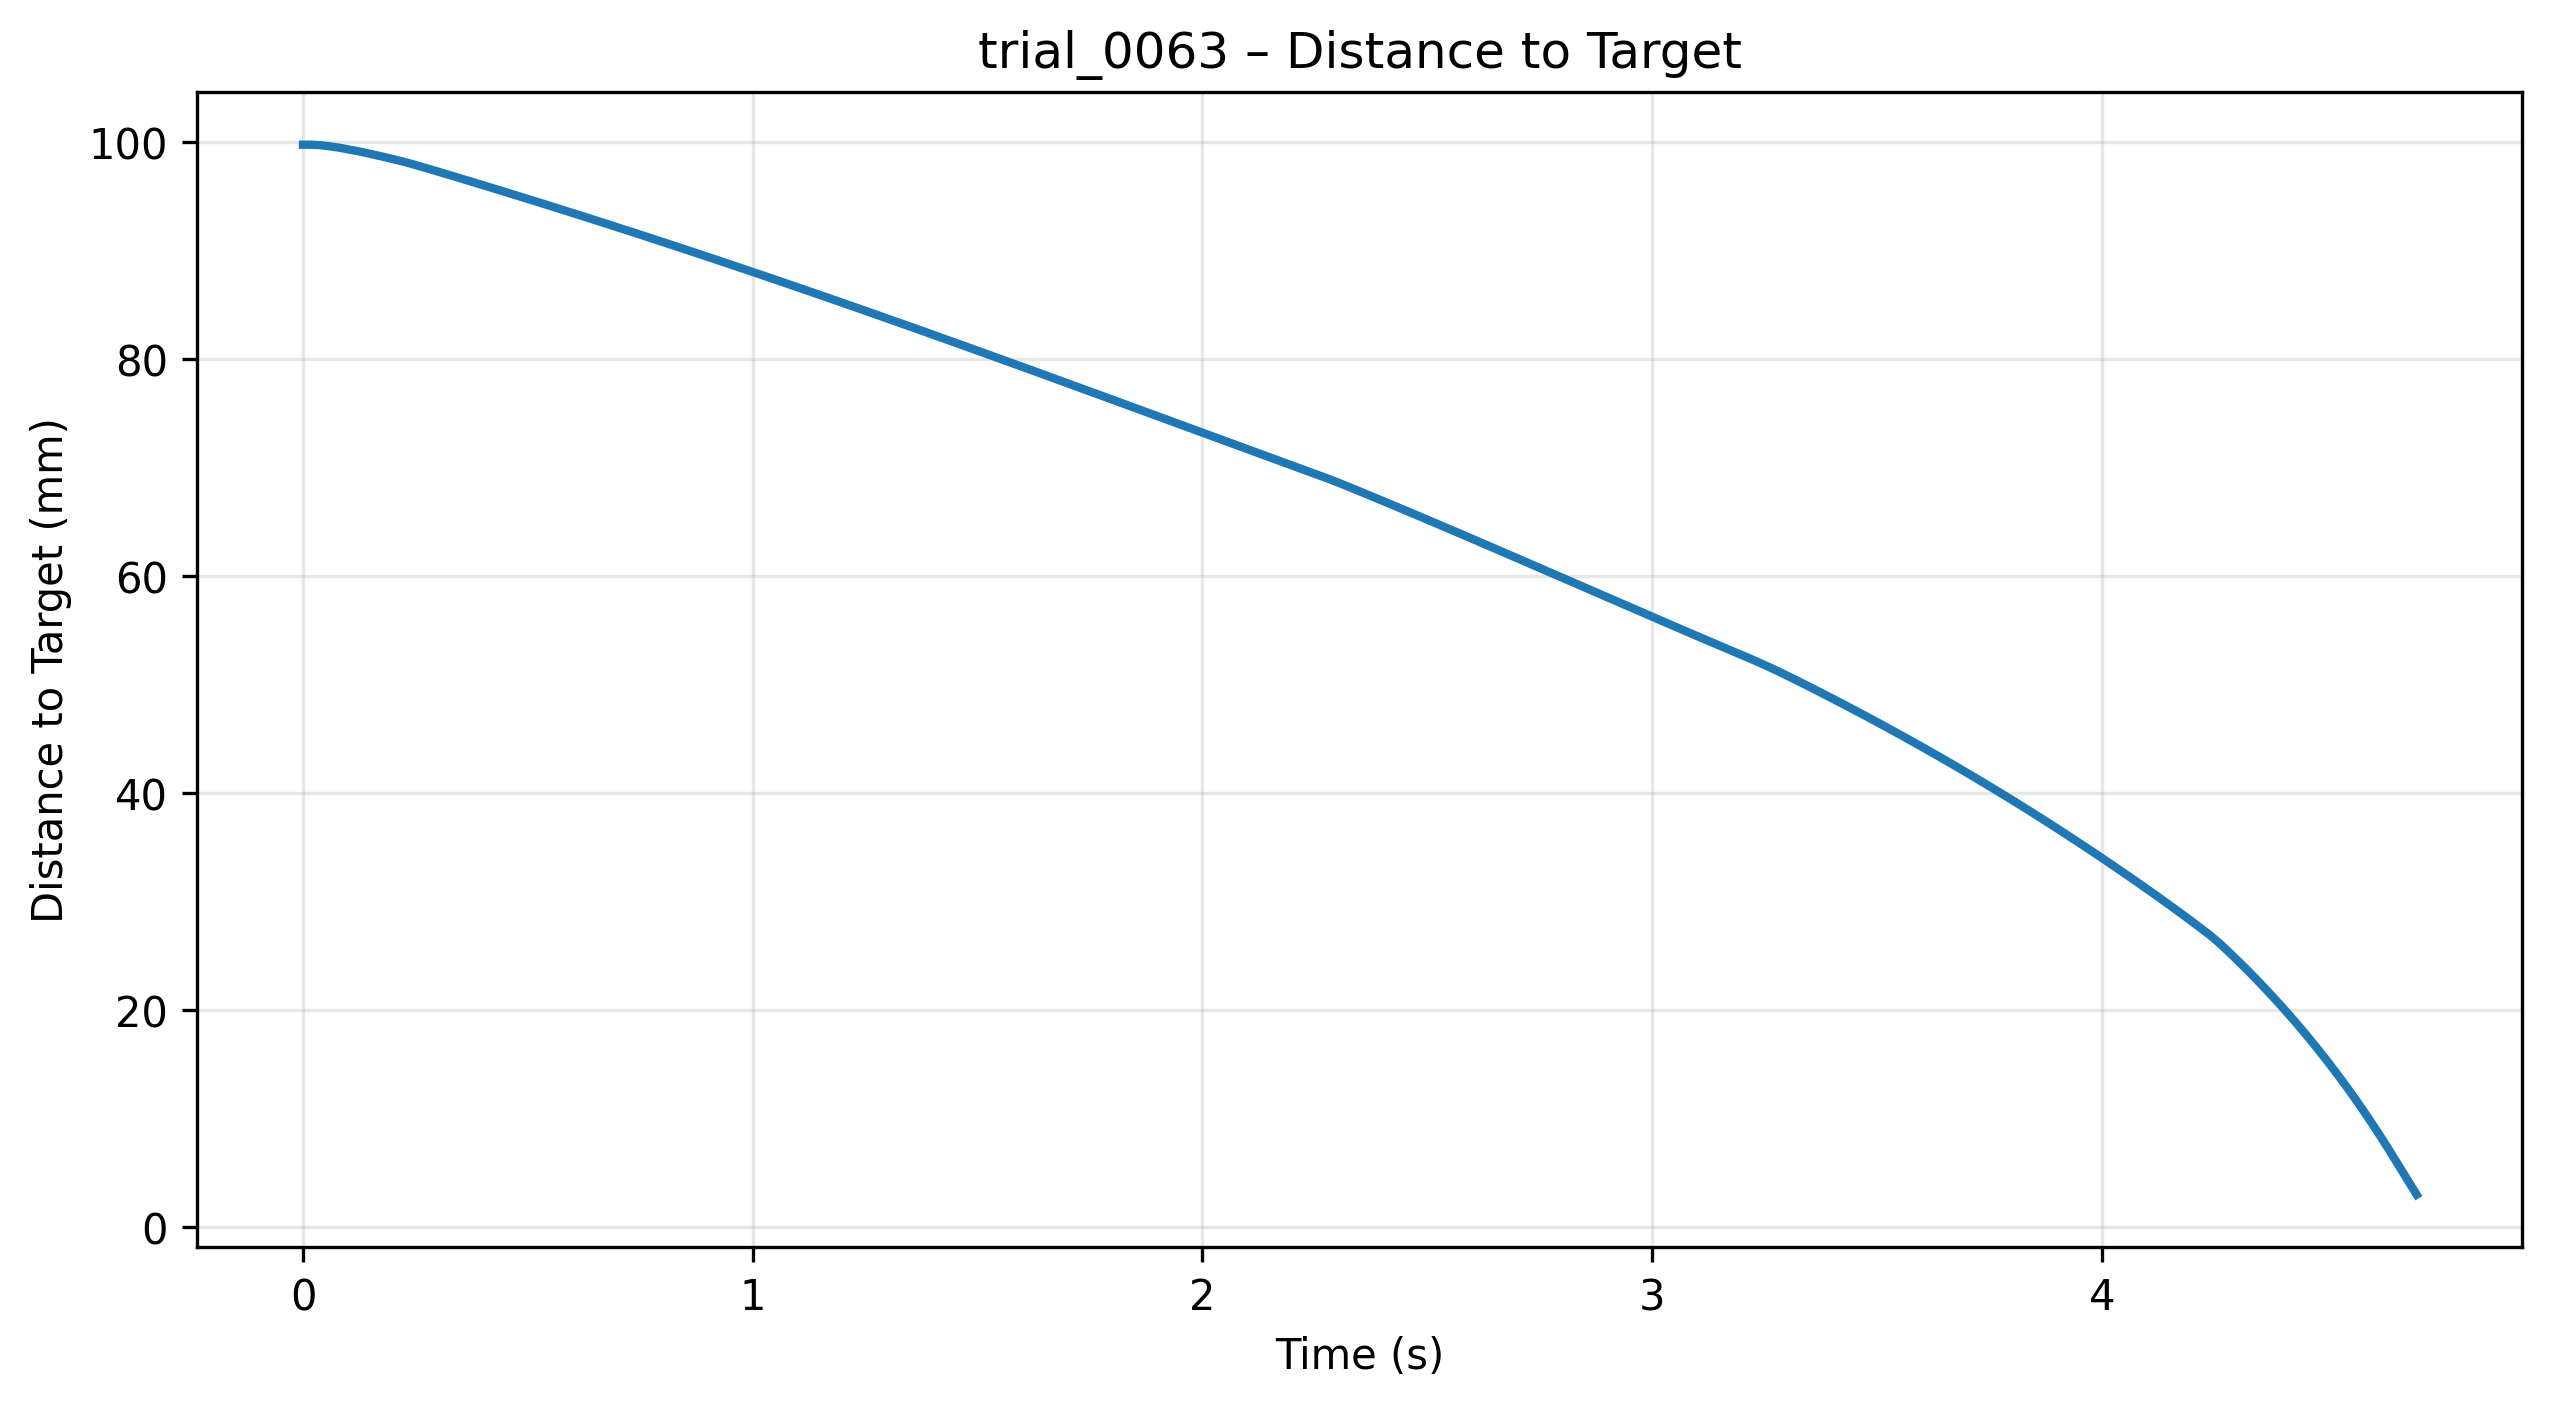 trial_0063 – Distance to Target
Distance to Target (mm)
100
80
60
40
20
0
0 1 2 3 4
Time (s)